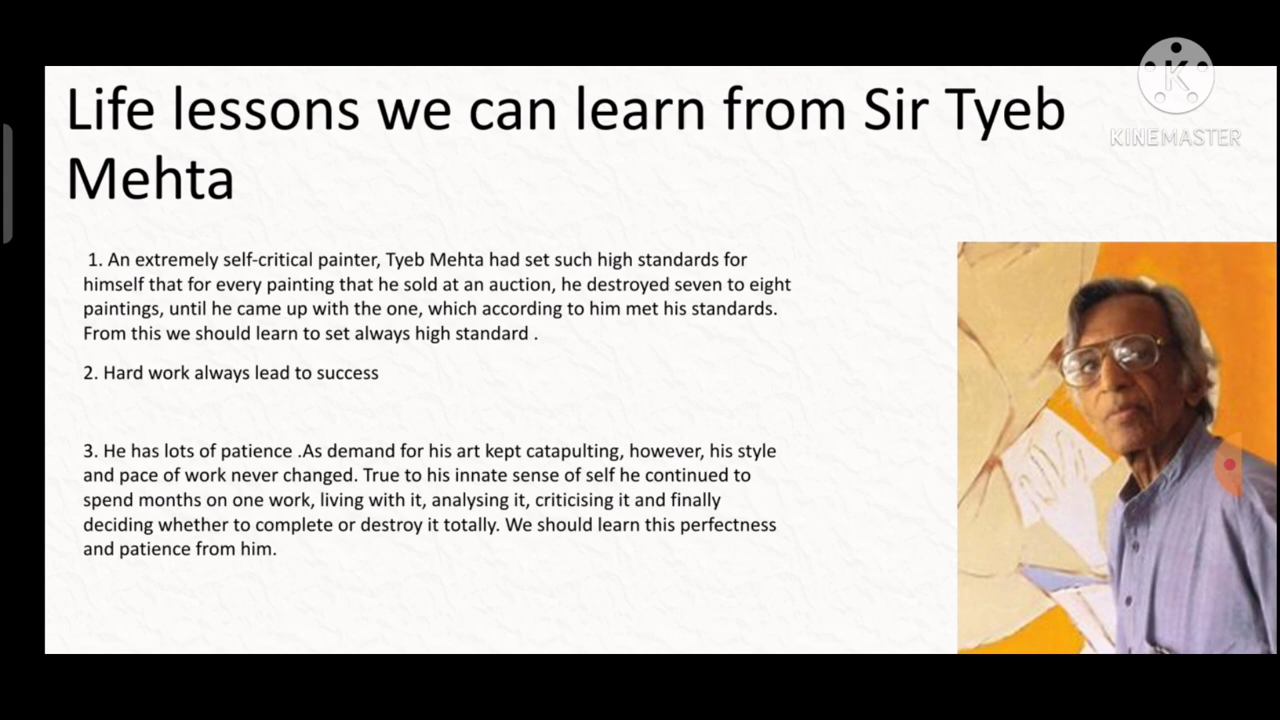 K
KINEMASTER
Life lessons we can learn from Sir Tyeb
Mehta
1. An extremely self-critical painter, Tyeb Mehta had set such high standards for
himself that for every painting that he sold at an auction, he destroyed seven to eight
paintings, until he came up with the one, which according to him met his standards.
From this we should learn to set always high standard .
2. Hard work always lead to success
3. He has lots of patience .As demand for his art kept catapulting, however, his style
and pace of work never changed. True to his innate sense of self he continued to
spend months on one work, living with it, analysing it, criticising it and finally
deciding whether to complete or destroy it totally. We should learn this perfectness
and patience from him.